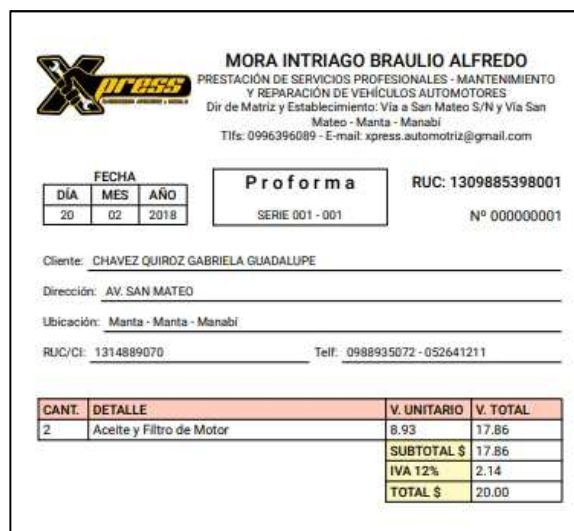 Xpress
MORA INTRIAGO BRAULIO ALFREDO
PRESTACIÓN DE SERVICIOS PROFESIONALES - MANTENIMIENTO
Y REPARACIÓN DE VEHÍCULOS AUTOMOTORES
Dir de Matriz y Establecimiento: Vía a San Mateo S/N y Vía San
Mateo - Manta - Manabí
Tlfs: 0996396089 - E-mail: xpress.automotriz@gmail.com
FECHA
DÍA MES AÑO
20 02 2018
Proforma
SERIE 001 - 001
RUC: 1309885398001
Nº 000000001
Cliente: CHAVEZ QUIROZ GABRIELA GUADALUPE
Dirección: AV. SAN MATEO
Ubicación: Manta - Manta - Manabí
RUC/CI: 1314889070 Telf: 0988935072 - 052641211
CANT. DETALLE V. UNITARIO V. TOTAL
2 Aceite y Filtro de Motor 8.93 17.86
SUBTOTAL $ 17.86
IVA 12% 2.14
TOTAL $ 20.00